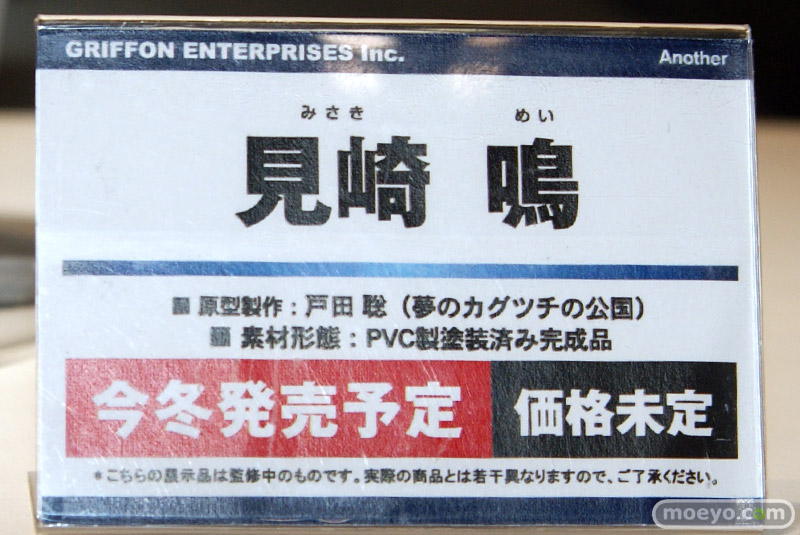 GRIFFON ENTERPRISES Inc. Another
みさき めい
見崎 鳴
■ 原型製作：戸田 聡（夢のカグツチの公国）
■ 素材形態：PVC製塗装済み完成品
今冬発売予定 価格未定
*こちらの展示品は監修中のものです。実際の商品とは若干異なりますので、ご了承ください。
moeyo.com